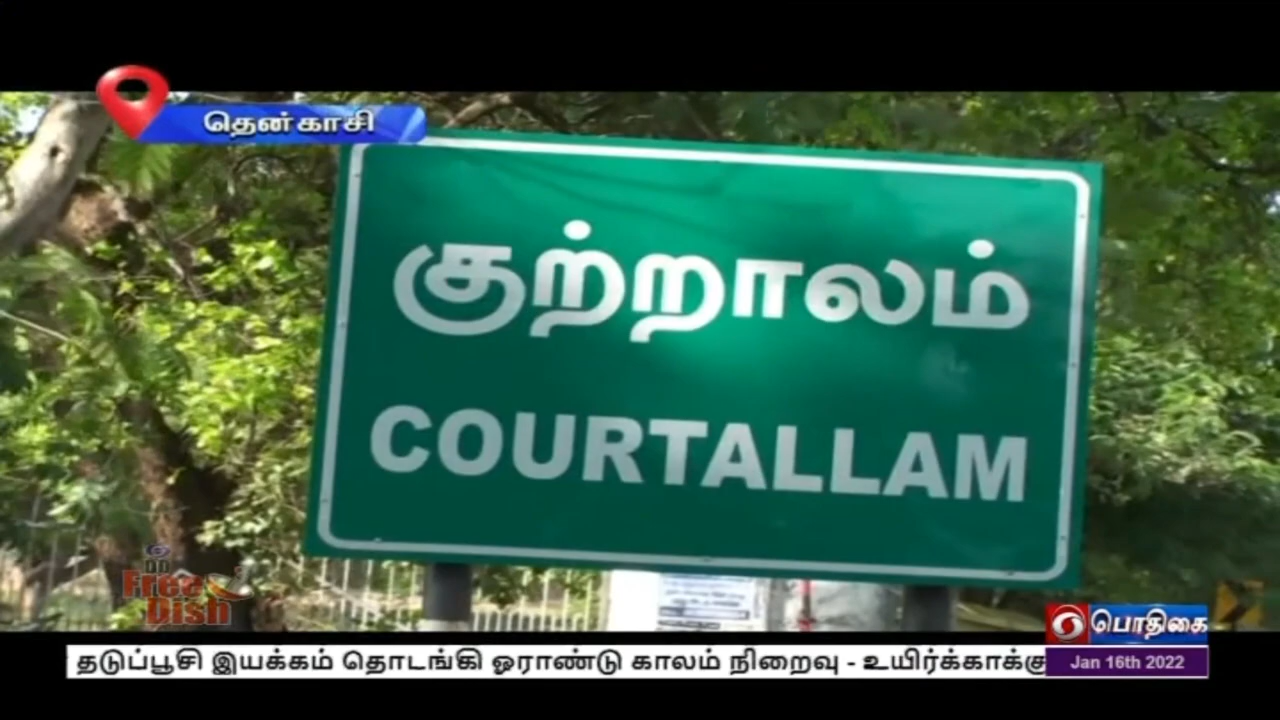 தென்காசி
குற்றாலம்
COURTALLAM
DD
Free
Dish
பொதிகை
தடுப்பூசி இயக்கம் தொடங்கி ஓராண்டு காலம் நிறைவு - உயிர்க்காக்கு
Jan 16th 2022